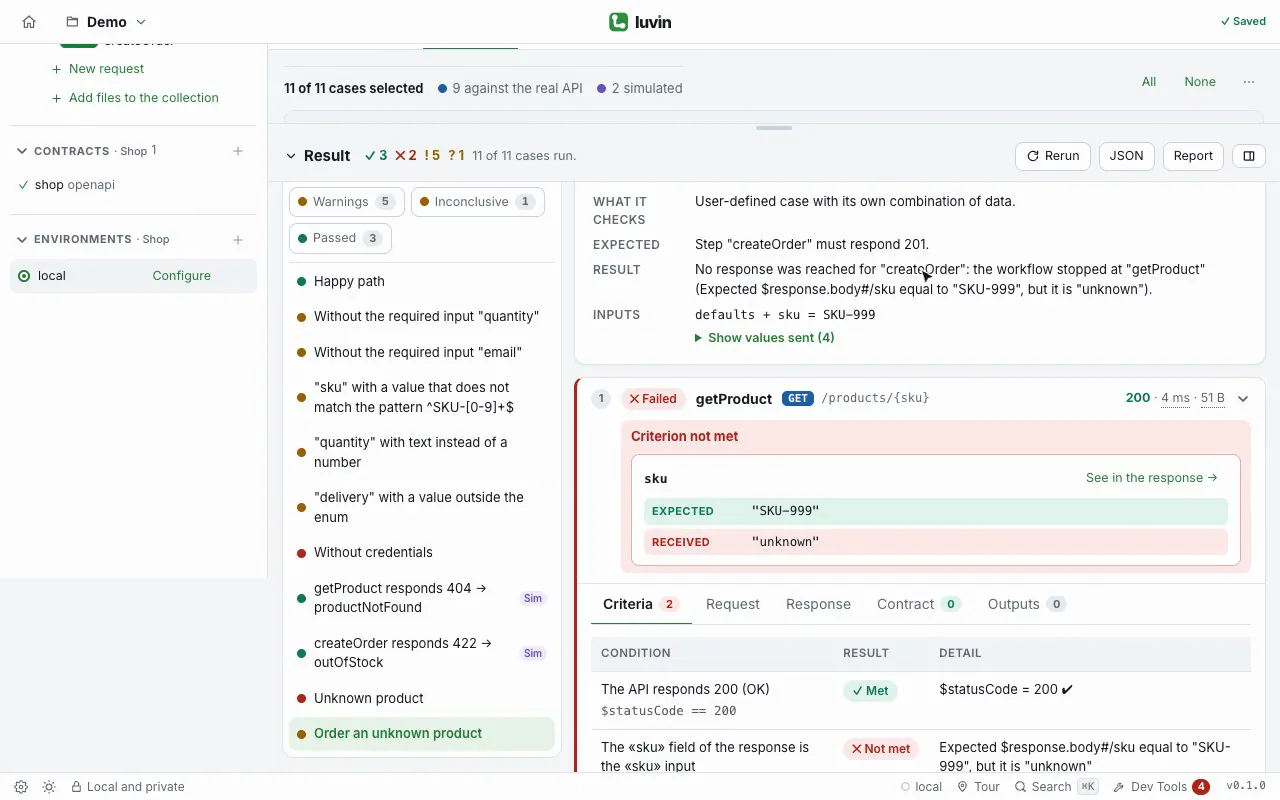 Demo
luvin
✓ Saved
+ New request
+ Add files to the collection
CONTRACTS · Shop 1 +
✓ shop openapi
ENVIRONMENTS · Shop +
local Configure
11 of 11 cases selected 9 against the real API 2 simulated
All None ···
Result ✓ 3 ✕ 2 ! 5 ? 1 11 of 11 cases run.
Rerun JSON Report
Warnings 5 Inconclusive 1
Passed 3
Happy path
Without the required input "quantity"
Without the required input "email"
"sku" with a value that does not
match the pattern ^SKU-[0-9]+$
"quantity" with text instead of a
number
"delivery" with a value outside the
enum
Without credentials
getProduct responds 404 →
productNotFound
Sim
createOrder responds 422 →
outOfStock
Sim
Unknown product
Order an unknown product
WHAT IT
CHECKS
User-defined case with its own combination of data.
EXPECTED Step "createOrder" must respond 201.
RESULT No response was reached for "createOrder": the workflow stopped at "getProduct"
(Expected $response.body#/sku equal to "SKU-999", but it is "unknown").
INPUTS defaults + sku = SKU-999
Show values sent (4)
1 ✕ Failed getProduct GET /products/{sku} 200 · 4 ms · 51 B
Criterion not met
sku See in the response →
EXPECTED "SKU-999"
RECEIVED "unknown"
Criteria 2 Request Response Contract 0 Outputs 0
CONDITION RESULT DETAIL
The API responds 200 (OK) ✓ Met $statusCode = 200 ✔
$statusCode == 200
The «sku» field of the response is ✕ Not met Expected $response.body#/sku equal to "SKU-
the «sku» input 999", but it is "unknown"
Local and private
local Tour Search ⌘K Dev Tools 4 v0.1.0